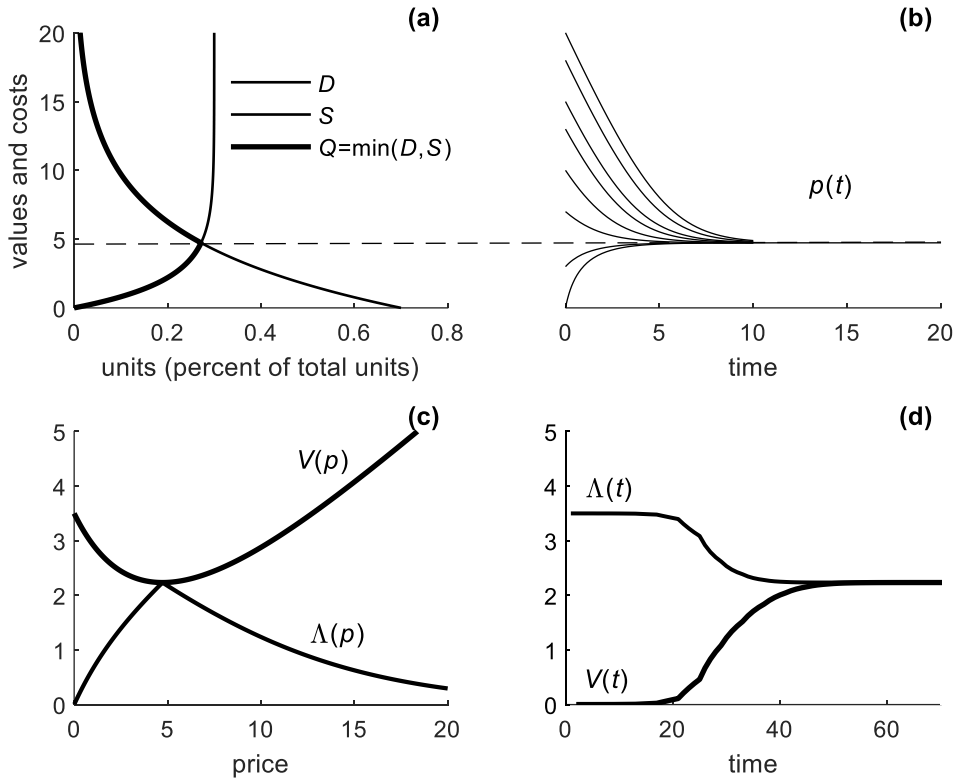 (a)
values and costs
20
15
10
5
0
D
S
Q=min(D,S)
0
0.2
0.4
0.6
0.8
units (percent of total units)
(b)
p(t)
0
5
10
15
20
time
(c)
5
4
3
2
1
0
V(p)
Λ(p)
0
5
10
15
20
price
(d)
5
4
3
2
1
0
Λ(t)
V(t)
0
20
40
60
time